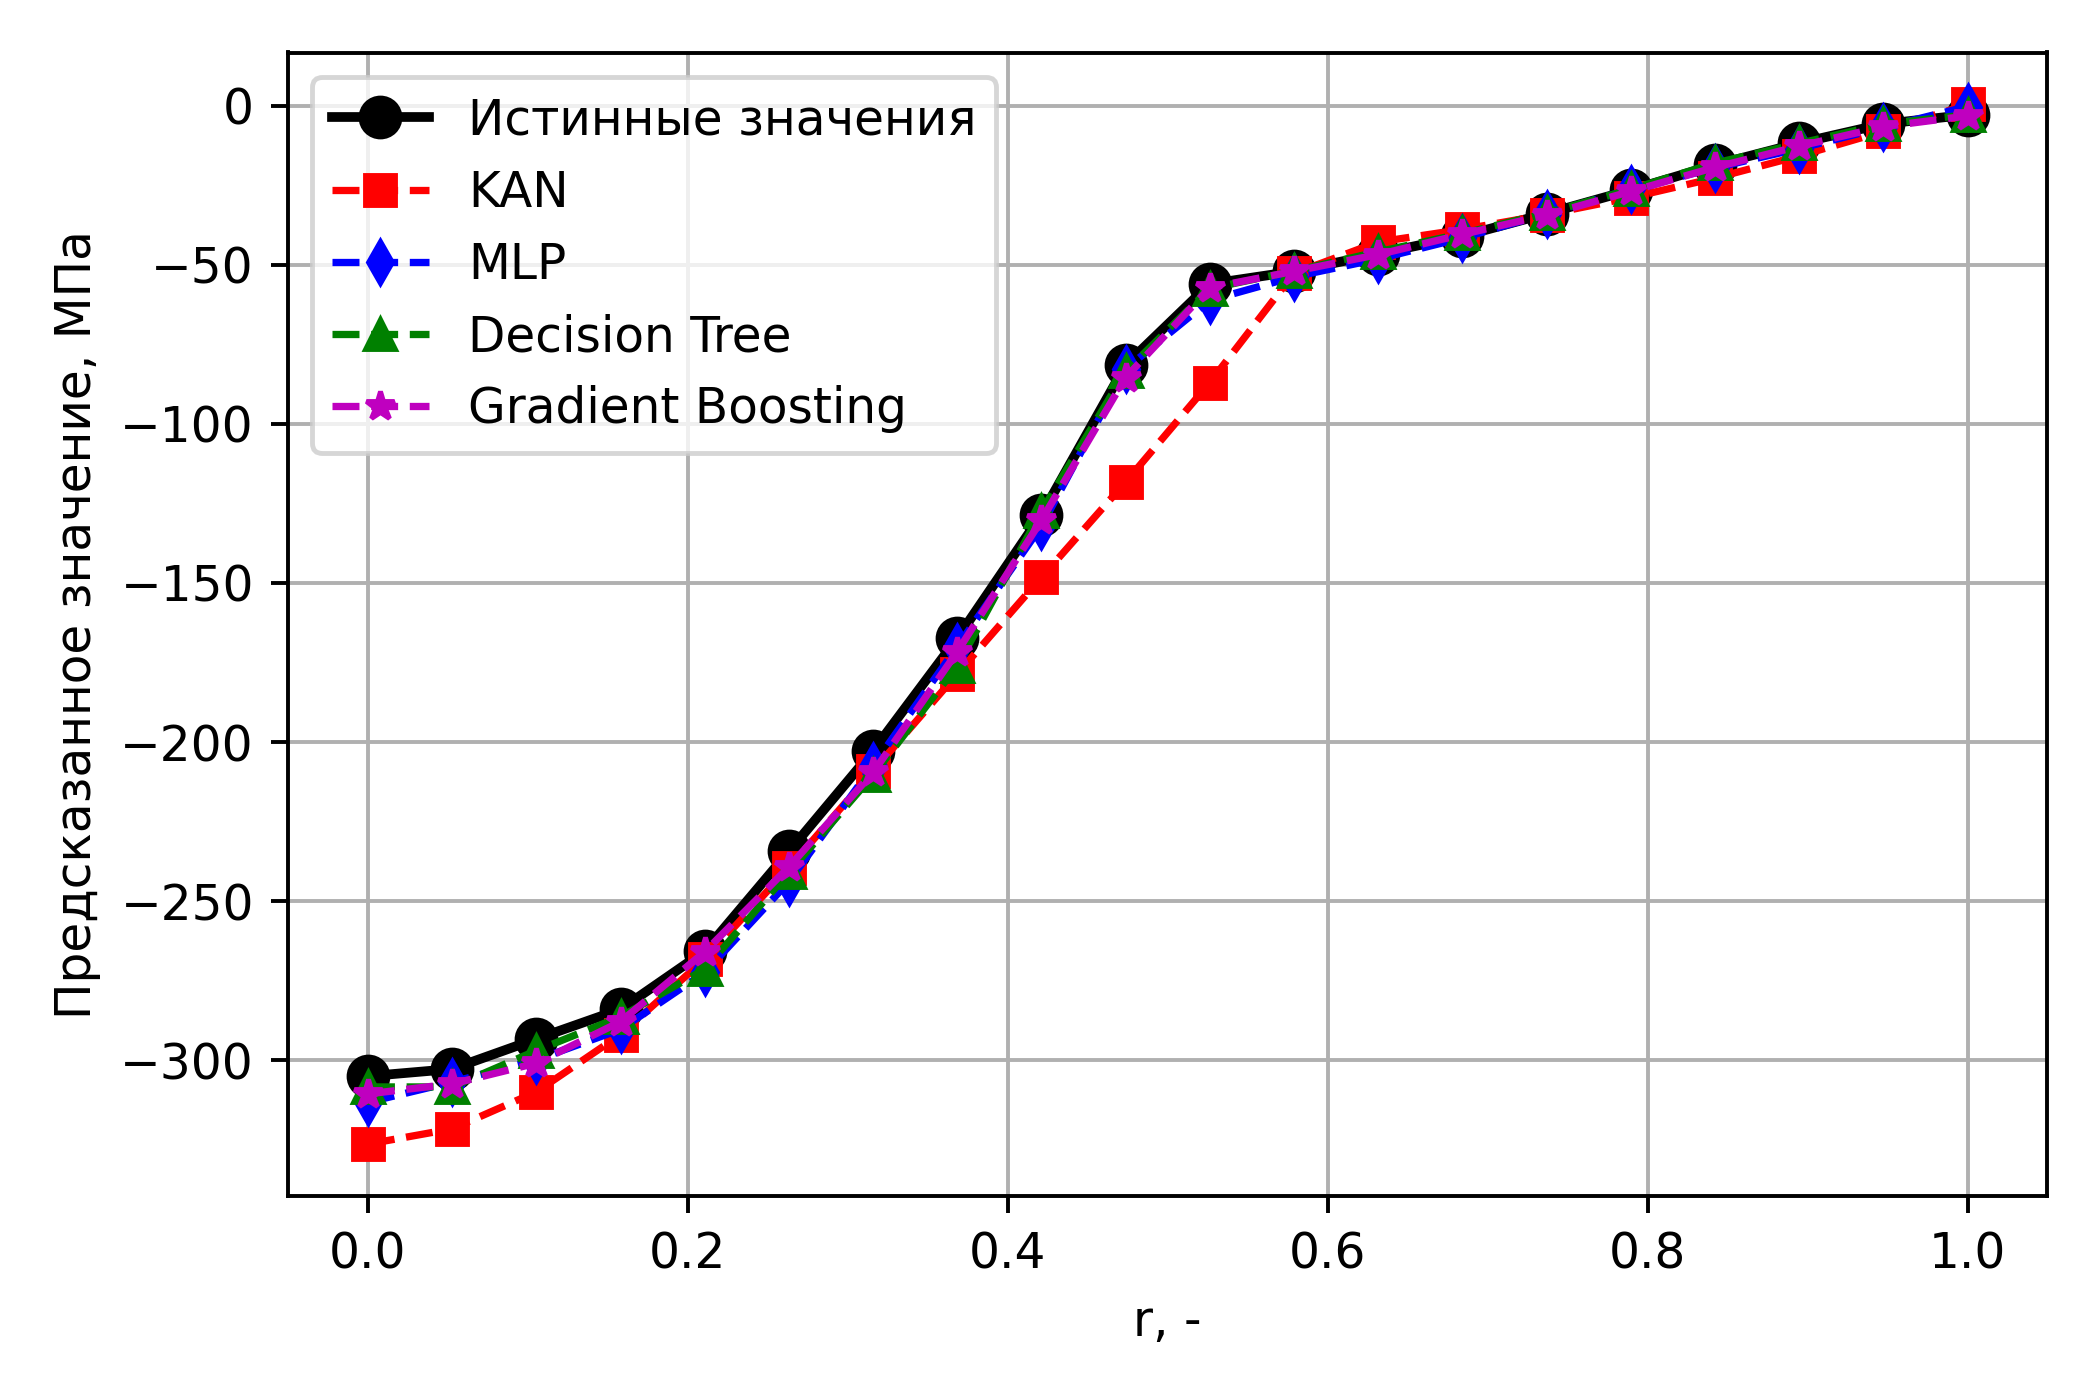 Истинные значения
KAN
MLP
Decision Tree
Gradient Boosting
Предсказанное значение, МПа
0
−50
−100
−150
−200
−250
−300
0.0 0.2 0.4 0.6 0.8 1.0
r, -